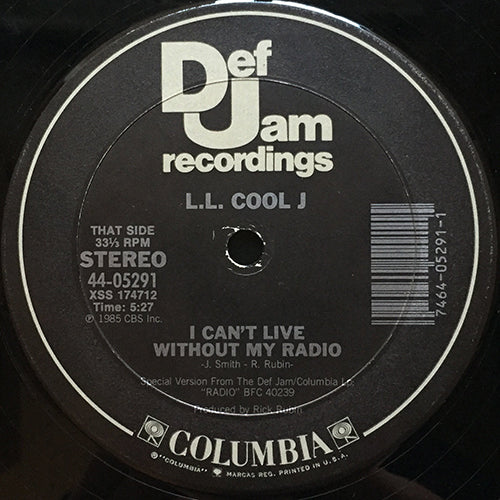 Def
Jam
recordings
L.L. COOL J
THAT SIDE
33⅓ RPM
STEREO
44-05291
XSS 174712
Time: 5:27
℗ 1985 CBS Inc.
7464-05291-1
I CAN'T LIVE
WITHOUT MY RADIO
-J. Smith - R. Rubin-
Special Version From The Def Jam/Columbia Lp:
"RADIO" BFC 40239
Produced by Rick Rubin
COLUMBIA
®"COLUMBIA" MARCAS REG. PRINTED IN U.S.A.